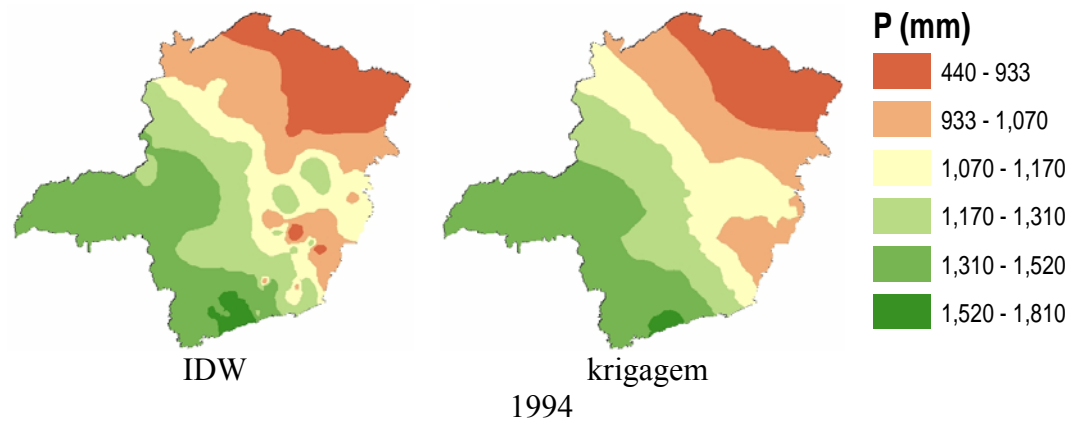 P (mm)
440 - 933
933 - 1,070
1,070 - 1,170
1,170 - 1,310
1,310 - 1,520
1,520 - 1,810
IDW
krigagem
1994